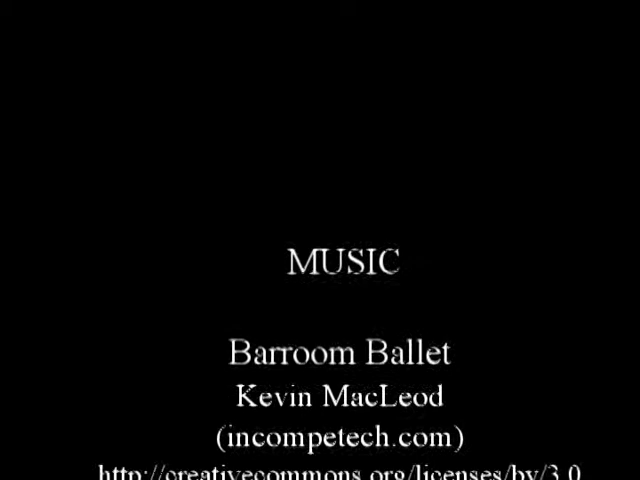 MUSIC
Barroom Ballet
Kevin MacLeod
(incompetech.com)
http://creativecommons.org/licenses/by/3.0